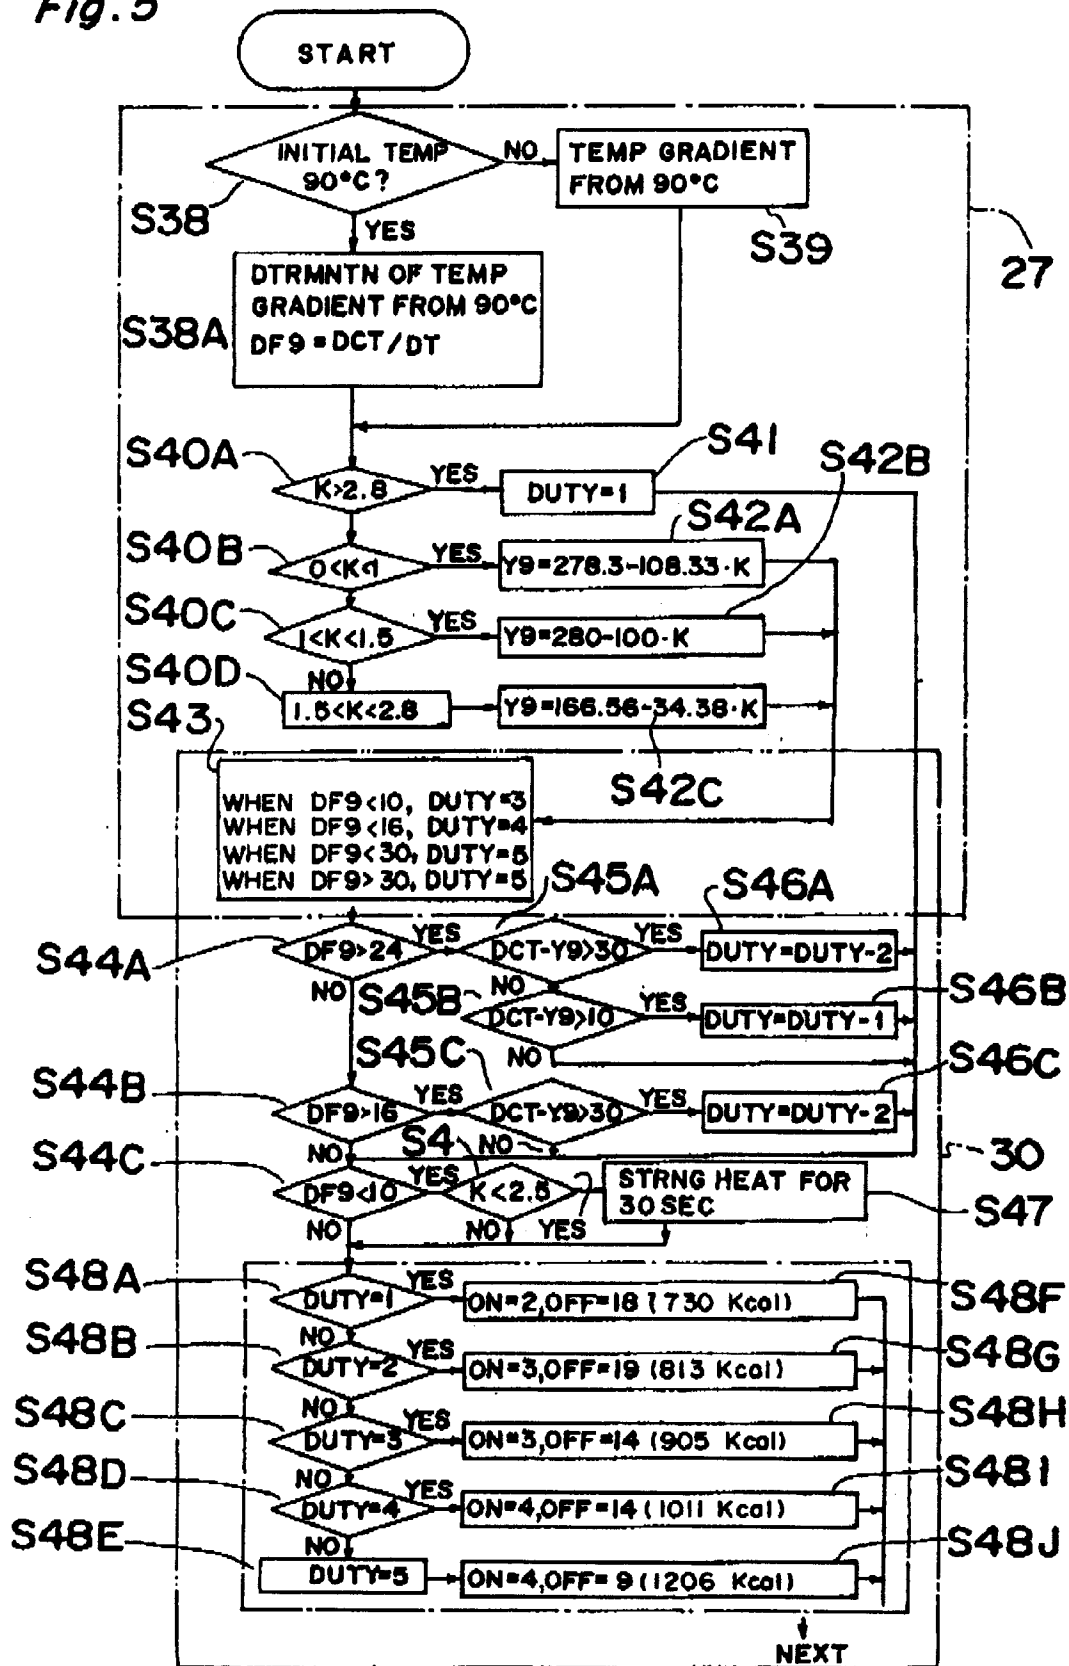 Fig. 5
START
INITIAL TEMP
90°C?
NO
TEMP GRADIENT
FROM 90°C
S38
YES
S39
27
DTRMNTN OF TEMP
GRADIENT FROM 90°C
DF9=DCT/DT
S38A
S40A
K>2.8
YES
DUTY=1
S41
S42B
S42A
S40B
0<K<1
YES
Y9=278.3-108.33·K
S40C
1<K<1.5
YES
Y9=280-100·K
S40D
NO
1.5<K<2.8
Y9=166.56-34.38·K
S43
S42C
WHEN DF9<10, DUTY=3
WHEN DF9<16, DUTY=4
WHEN DF9<30, DUTY=5
WHEN DF9>30, DUTY=5
S45A
S46A
S44A
DF9>24
YES
DCT-Y9>30
YES
DUTY=DUTY-2
NO
NO
S45B
DCT-Y9>10
YES
DUTY=DUTY-1
S46B
NO
S45C
S46C
S44B
DF9>16
YES
DCT-Y9>30
YES
DUTY=DUTY-2
NO
S4
NO
30
S44C
DF9<10
YES
K<2.5
STRNG HEAT FOR
30 SEC
S47
NO
NO
YES
S48A
DUTY=1
YES
ON=2,OFF=18 (730 Kcal)
S48F
NO
S48B
DUTY=2
YES
ON=3,OFF=19 (813 Kcal)
S48G
NO
S48C
DUTY=3
YES
ON=3,OFF=14 (905 Kcal)
S48H
NO
S48D
DUTY=4
YES
ON=4,OFF=14 (1011 Kcal)
S48I
NO
S48E
DUTY=5
ON=4,OFF=9 (1206 Kcal)
S48J
NEXT